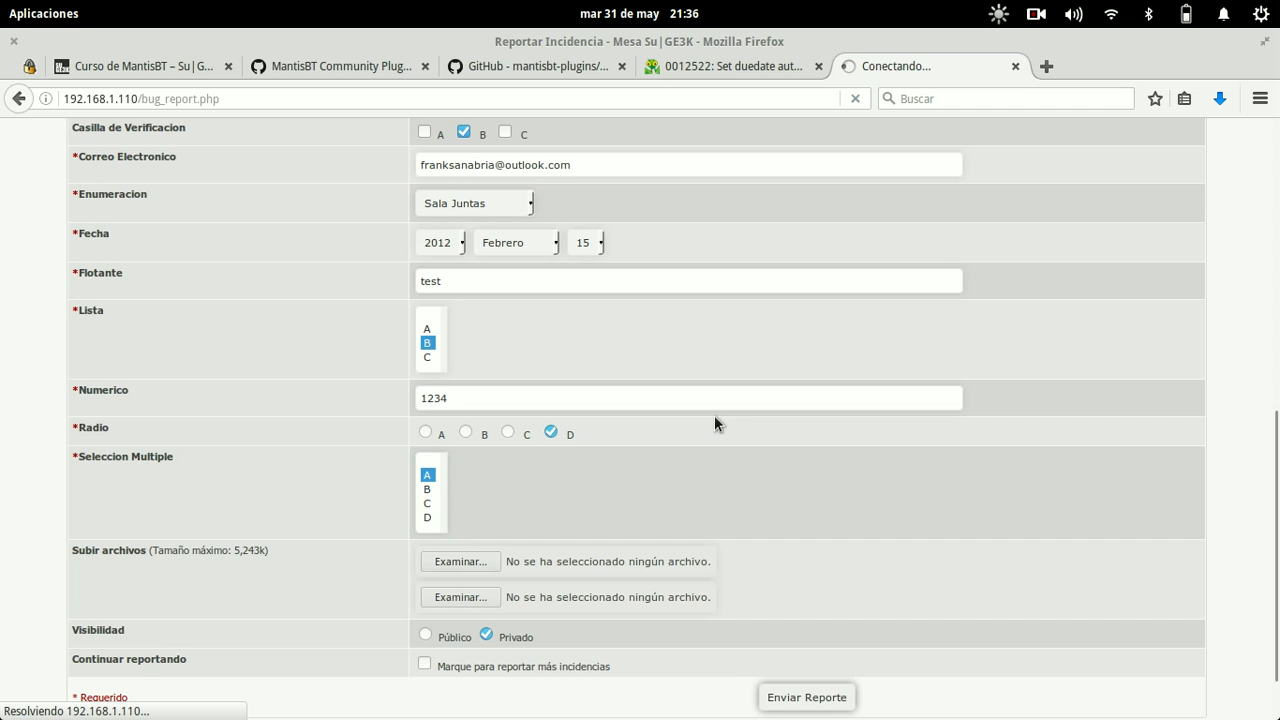 Aplicaciones
mar 31 de may 21:36
Reportar Incidencia - Mesa Su|GE3K - Mozilla Firefox
Curso de MantisBT – Su|G...
MantisBT Community Plug...
GitHub - mantisbt-plugins/...
0012522: Set duedate aut...
Conectando...
192.168.1.110/bug_report.php
Buscar
Casilla de Verificacion
A B C
*Correo Electronico
franksanabria@outlook.com
*Enumeracion
Sala Juntas
*Fecha
2012 Febrero 15
*Flotante
test
*Lista
A
B
C
*Numerico
1234
*Radio
A B C D
*Seleccion Multiple
A
B
C
D
Subir archivos (Tamaño máximo: 5,243k)
Examinar... No se ha seleccionado ningún archivo.
Examinar... No se ha seleccionado ningún archivo.
Visibilidad
Público Privado
Continuar reportando
Marque para reportar más incidencias
* Requerido
Enviar Reporte
Resolviendo 192.168.1.110...